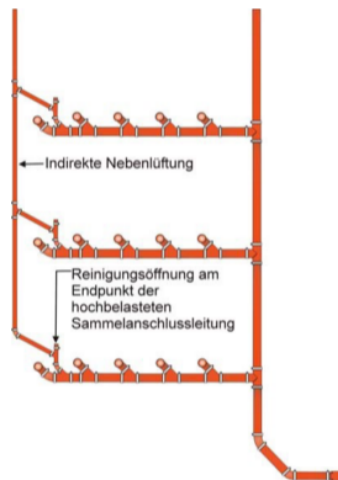 Indirekte Nebenlüftung
Reinigungsöffnung am
Endpunkt der
hochbelasteten
Sammelanschlussleitung